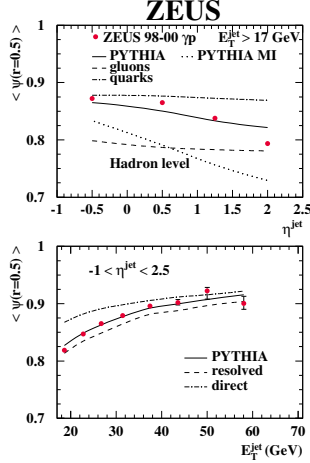 ZEUS
ZEUS 98-00 γp E_T^jet > 17 GeV
PYTHIA PYTHIA MI
gluons
quarks
Hadron level
< ψ(r=0.5) >
1
0.9
0.8
0.7
-1 -0.5 0 0.5 1 1.5 2 2.5
η^jet
-1 < η^jet < 2.5
PYTHIA
resolved
direct
< ψ(r=0.5) >
1
0.9
0.8
0.7
20 30 40 50 60 70
E_T^jet (GeV)